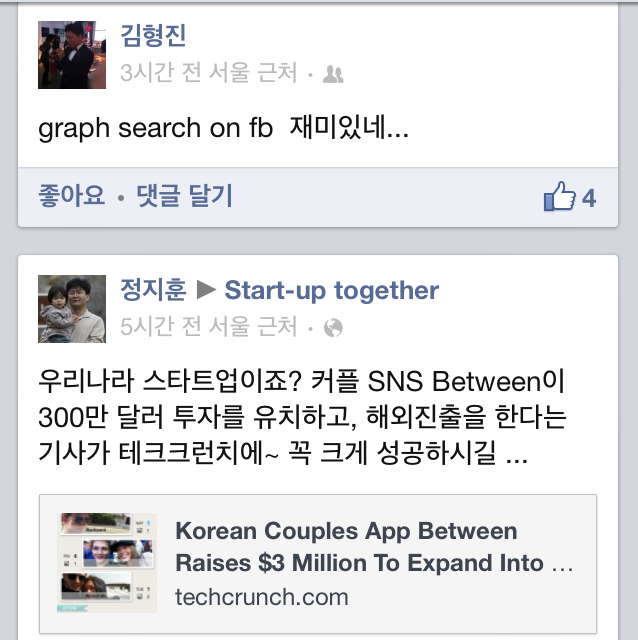 김형진
3시간 전 서울 근처 ·
graph search on fb 재미있네...
좋아요 · 댓글 달기
4
정지훈 ▶ Start-up together
5시간 전 서울 근처 ·
우리나라 스타트업이죠? 커플 SNS Between이
300만 달러 투자를 유치하고, 해외진출을 한다는
기사가 테크크런치에~ 꼭 크게 성공하시길 ...
Korean Couples App Between
Raises $3 Million To Expand Into ...
techcrunch.com